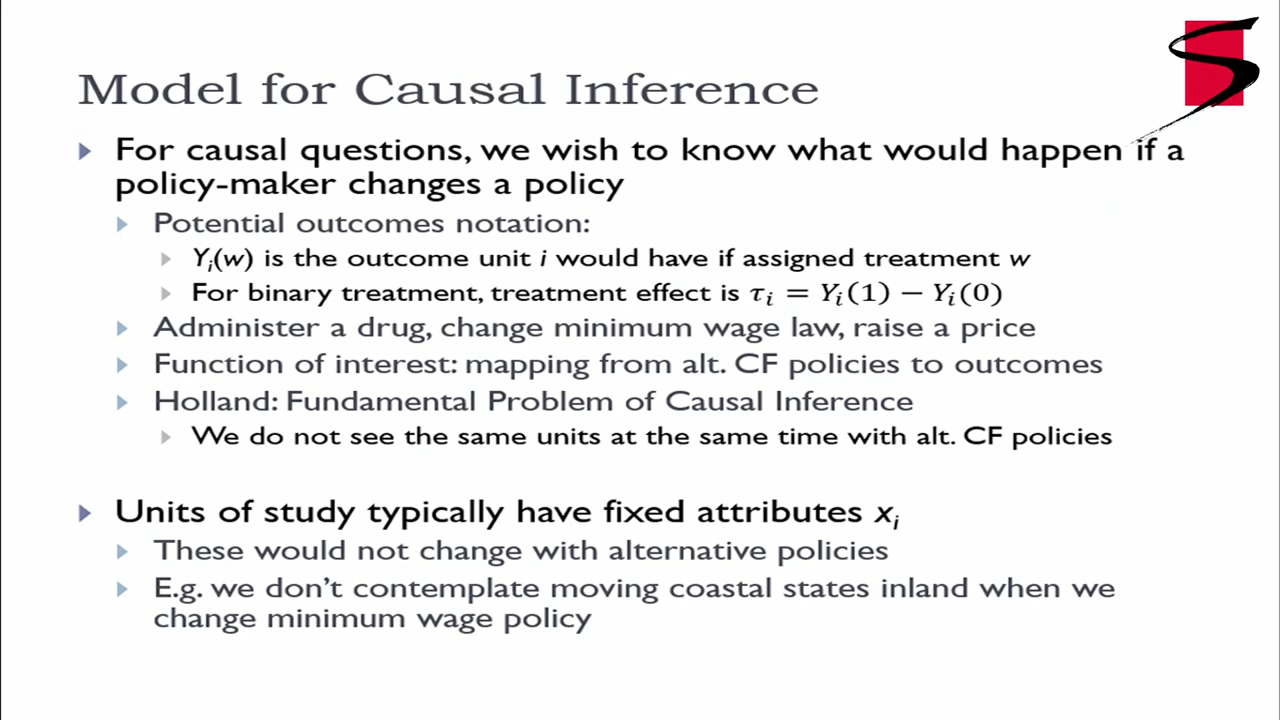 Model for Causal Inference
For causal questions, we wish to know what would happen if a
policy-maker changes a policy
Potential outcomes notation:
Yᵢ(w) is the outcome unit i would have if assigned treatment w
For binary treatment, treatment effect is τᵢ = Yᵢ(1) − Yᵢ(0)
Administer a drug, change minimum wage law, raise a price
Function of interest: mapping from alt. CF policies to outcomes
Holland: Fundamental Problem of Causal Inference
We do not see the same units at the same time with alt. CF policies
Units of study typically have fixed attributes xᵢ
These would not change with alternative policies
E.g. we don’t contemplate moving coastal states inland when we
change minimum wage policy